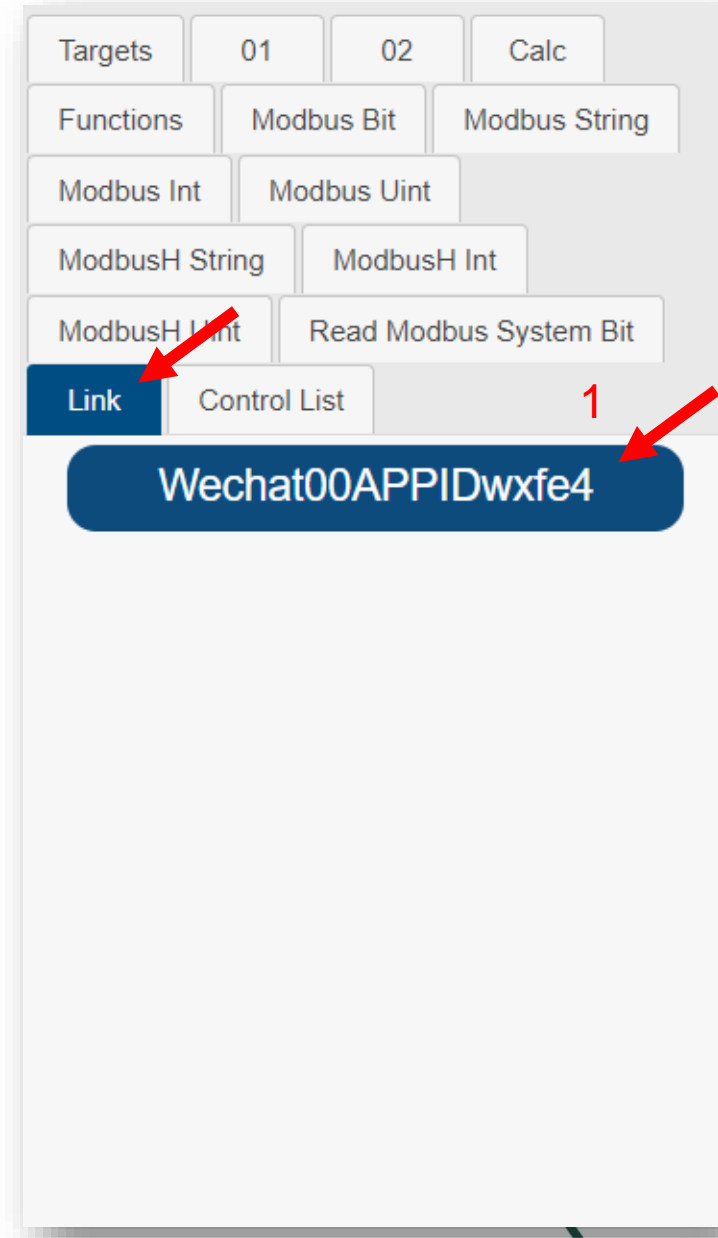 Targets 01 02 Calc
Functions Modbus Bit Modbus String
Modbus Int Modbus Uint
ModbusH String ModbusH Int
ModbusH Uint Read Modbus System Bit
Link Control List 1
Wechat00APPIDwxfe4